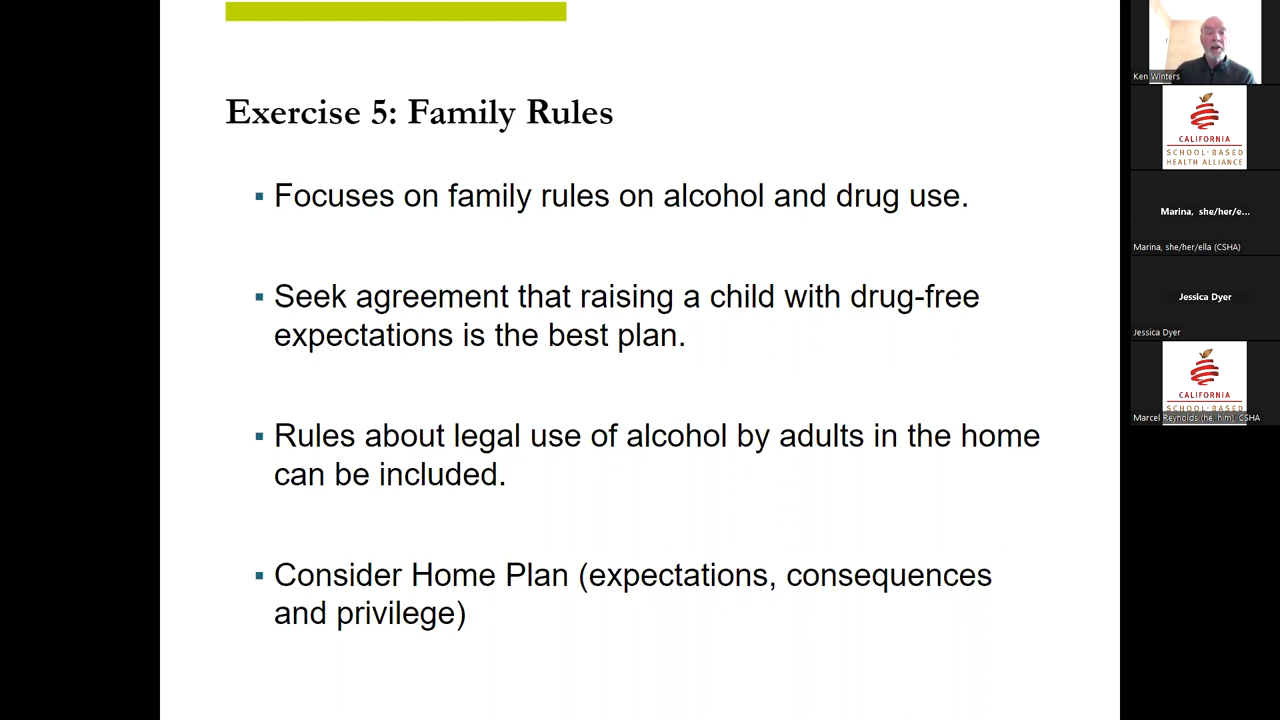 Exercise 5: Family Rules
▪ Focuses on family rules on alcohol and drug use.
▪ Seek agreement that raising a child with drug-free
expectations is the best plan.
▪ Rules about legal use of alcohol by adults in the home
can be included.
▪ Consider Home Plan (expectations, consequences
and privilege)
Ken Winters
CALIFORNIA
SCHOOL-BASED
HEALTH ALLIANCE
Marina, she/her/e...
Marina, she/her/ella (CSHA)
Jessica Dyer
Jessica Dyer
CALIFORNIA
SCHOOL-BASED
Marcel Reynolds (he, him), CSHA